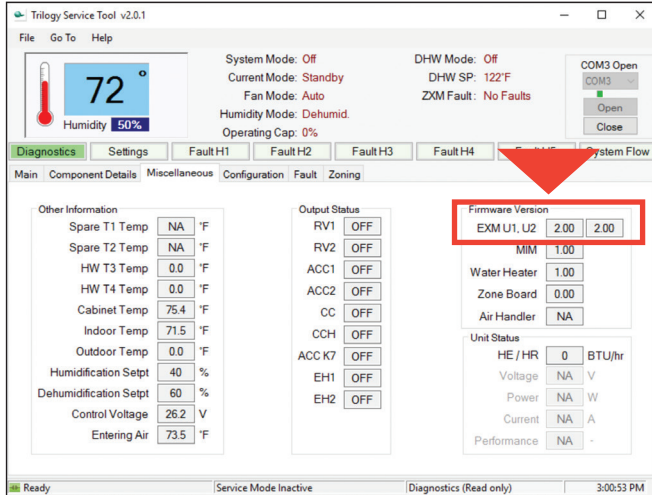 Trilogy Service Tool v2.0.1
File Go To Help
72 °
Humidity 50%
System Mode: Off
Current Mode: Standby
Fan Mode: Auto
Humidity Mode: Dehumid.
Operating Cap: 0%
DHW Mode: Off
DHW SP: 122°F
ZXM Fault: No Faults
COM3 Open
COM3
Open
Close
Diagnostics Settings Fault H1 Fault H2 Fault H3 Fault H4 System Flow
Main Component Details Miscellaneous Configuration Fault Zoning
Other Information
Spare T1 Temp NA °F
Spare T2 Temp NA °F
HW T3 Temp 0.0 °F
HW T4 Temp 0.0 °F
Cabinet Temp 75.4 °F
Indoor Temp 71.5 °F
Outdoor Temp 0.0 °F
Humidification Setpt 40 %
Dehumidification Setpt 60 %
Control Voltage 26.2 V
Entering Air 73.5 °F
Output Status
RV1 OFF
RV2 OFF
ACC1 OFF
ACC2 OFF
CC OFF
CCH OFF
ACC K7 OFF
EH1 OFF
EH2 OFF
Firmware Version
EXM U1, U2 2.00 2.00
MIM 1.00
Water Heater 1.00
Zone Board 0.00
Air Handler NA
Unit Status
HE / HR 0 BTU/hr
Voltage NA V
Power NA W
Current NA A
Performance NA -
Ready Service Mode Inactive Diagnostics (Read only) 3:00:53 PM